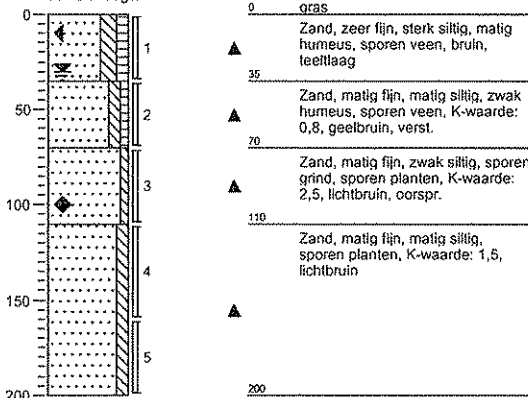 0
gras
0
Zand, zeer fijn, sterk siltig, matig
humeus, sporen veen, bruin,
teeltlaag
1
35
Zand, matig fijn, matig siltig, zwak
humeus, sporen veen, K-waarde:
0,8, geelbruin, verst.
50
2
70
Zand, matig fijn, zwak siltig, sporen
grind, sporen planten, K-waarde:
2,5, lichtbruin, oorspr.
3
100
110
Zand, matig fijn, matig siltig,
sporen planten, K-waarde: 1,5,
lichtbruin
4
150
5
200
200